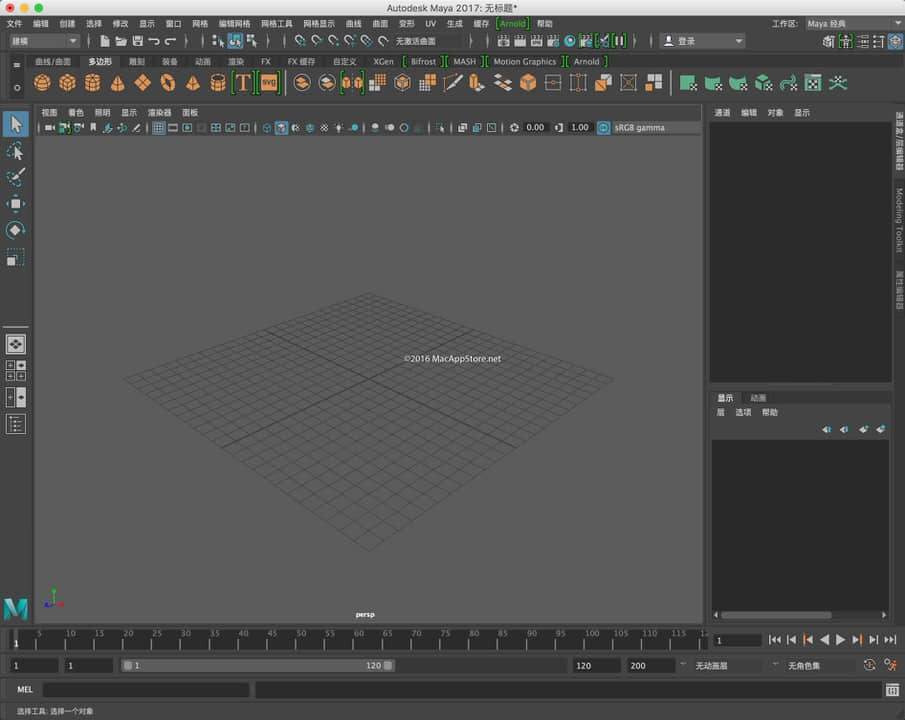 Autodesk Maya 2017: 无标题*
文件 编辑 创建 选择 修改 显示 窗口 网格 编辑网格 网格工具 网格显示 曲线 曲面 变形 UV 生成 缓存 [Arnold] 帮助 工作区: Maya 经典
建模 无激活曲面 登录
曲线/曲面 多边形 雕刻 装备 动画 渲染 FX FX 缓存 自定义 XGen Bifrost MASH Motion Graphics Arnold
T SVG
视图 着色 照明 显示 渲染器 面板
0.00 1.00 sRGB gamma
通道 编辑 对象 显示
通道盒/层编辑器
Modeling Toolkit
属性编辑器
©2016 MacAppStore.net
显示 动画
层 选项 帮助
persp
1 5 10 15 20 25 30 35 40 45 50 55 60 65 70 75 80 85 90 95 100 105 110 115 12
1
1 1 1 120 120 200 无动画层 无角色集
MEL
选择工具: 选择一个对象